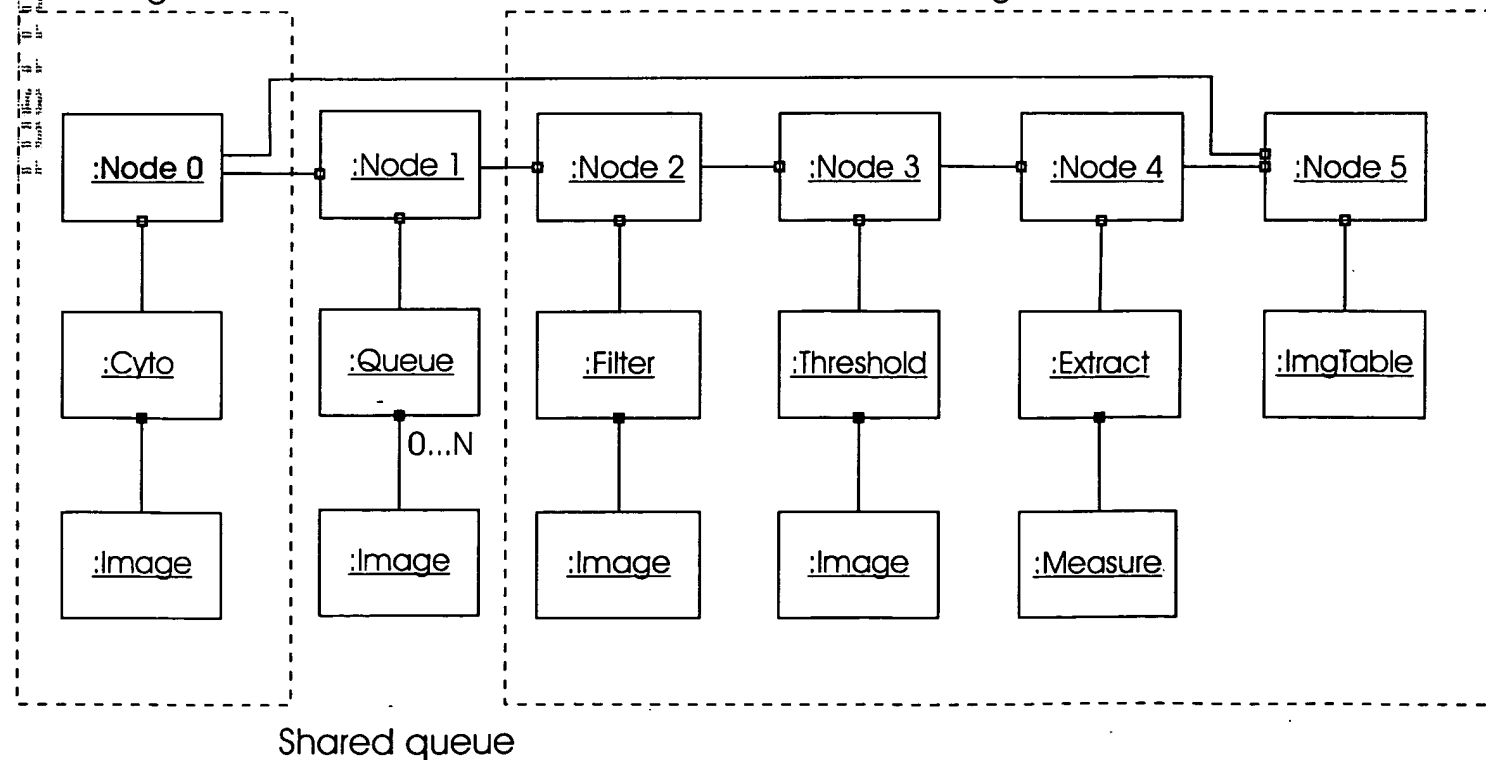 :Node 0 :Node 1 :Node 2 :Node 3 :Node 4 :Node 5
:Cyto :Queue :Filter :Threshold :Extract :ImgTable
0...N
:Image :Image :Image :Image :Measure
Shared queue